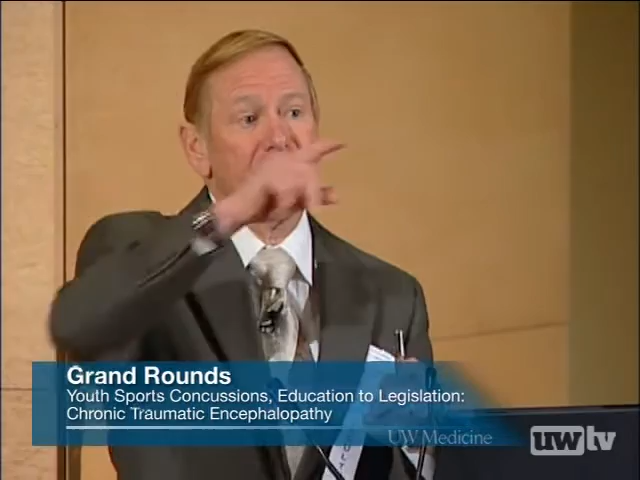 Grand Rounds
Youth Sports Concussions, Education to Legislation:
Chronic Traumatic Encephalopathy
UW Medicine
uwtv